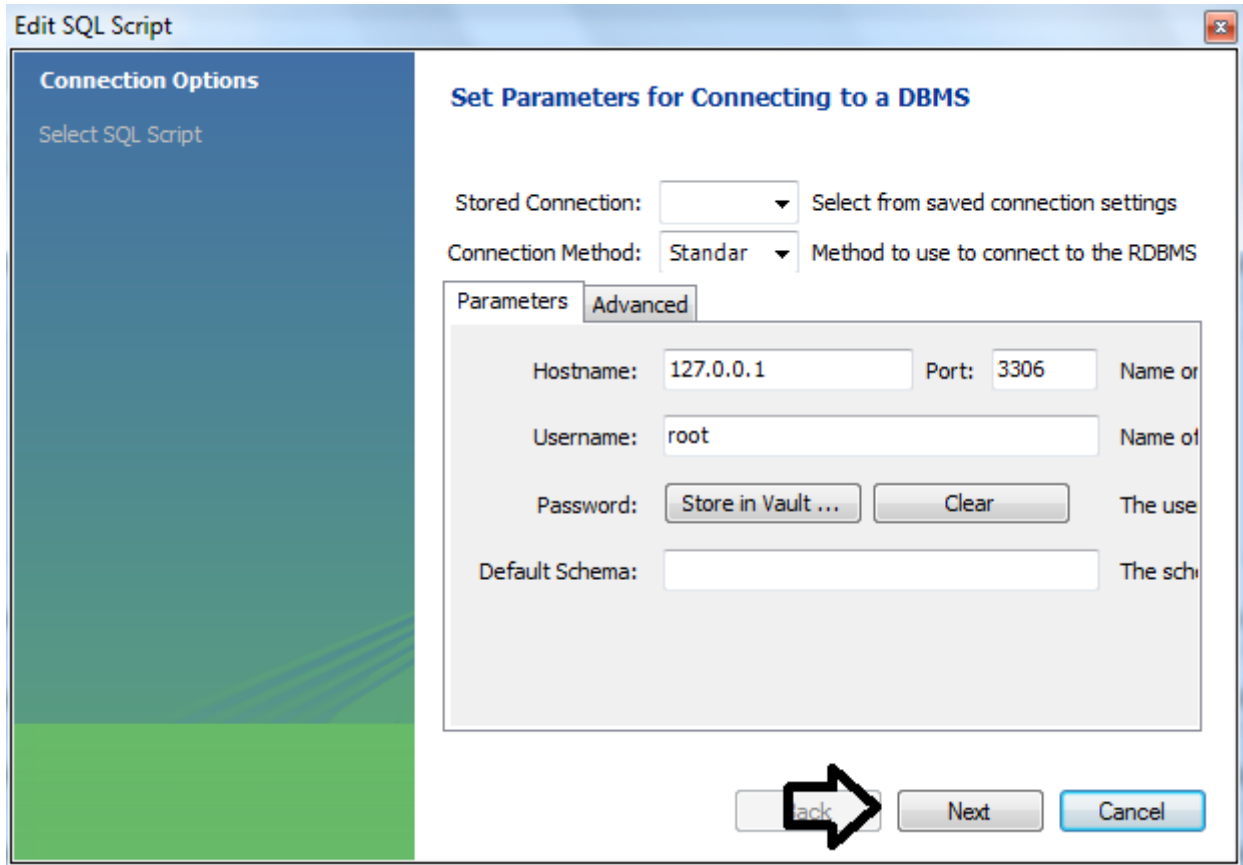 Edit SQL Script
Connection Options
Select SQL Script
Set Parameters for Connecting to a DBMS
Stored Connection: Select from saved connection settings
Connection Method: Standar Method to use to connect to the RDBMS
Parameters Advanced
Hostname: 127.0.0.1 Port: 3306 Name or
Username: root Name of
Password: Store in Vault ... Clear The use
Default Schema: The sch
Back Next Cancel